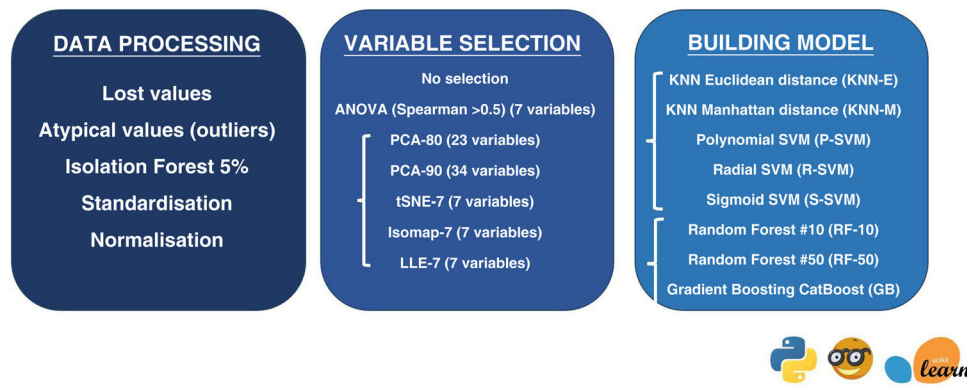 DATA PROCESSING
Lost values
Atypical values (outliers)
Isolation Forest 5%
Standardisation
Normalisation
VARIABLE SELECTION
No selection
ANOVA (Spearman >0.5) (7 variables)
PCA-80 (23 variables)
PCA-90 (34 variables)
tSNE-7 (7 variables)
Isomap-7 (7 variables)
LLE-7 (7 variables)
BUILDING MODEL
KNN Euclidean distance (KNN-E)
KNN Manhattan distance (KNN-M)
Polynomial SVM (P-SVM)
Radial SVM (R-SVM)
Sigmoid SVM (S-SVM)
Random Forest #10 (RF-10)
Random Forest #50 (RF-50)
Gradient Boosting CatBoost (GB)
scikit
learn